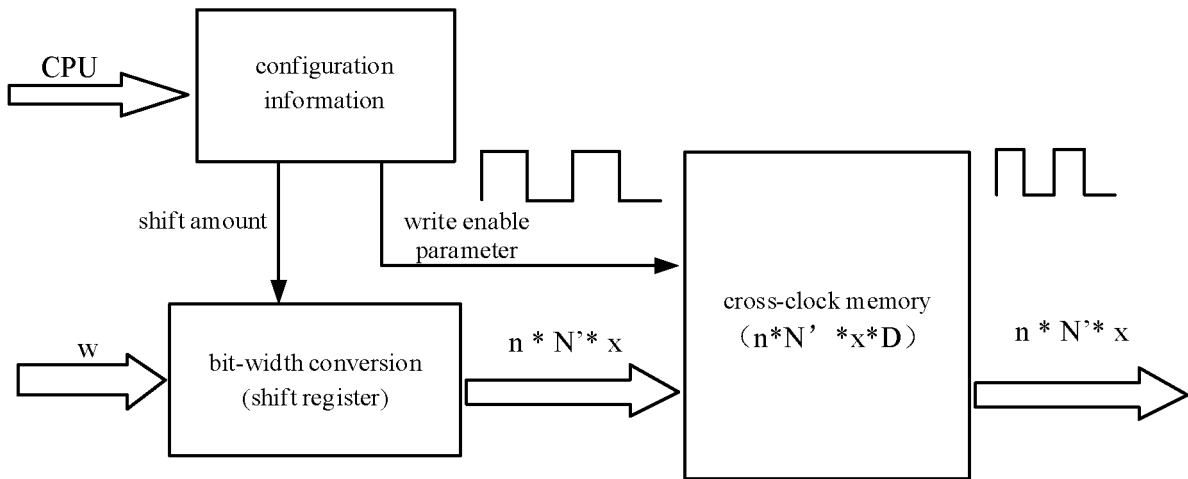 CPU
configuration
information
shift amount
write enable
parameter
w
bit-width conversion
(shift register)
n * N'* x
cross-clock memory
（n*N' *x*D）
n * N'* x